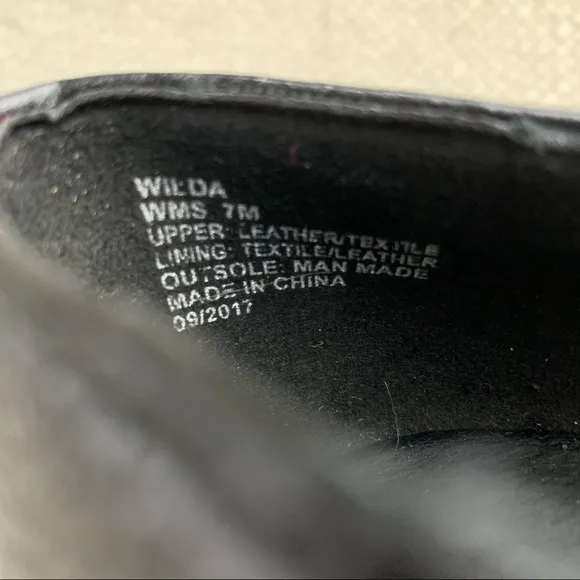 WILDA
WMS 7M
UPPER: LEATHER/TEXTILE
LINING: TEXTILE/LEATHER
OUTSOLE: MAN MADE
MADE IN CHINA
09/2017